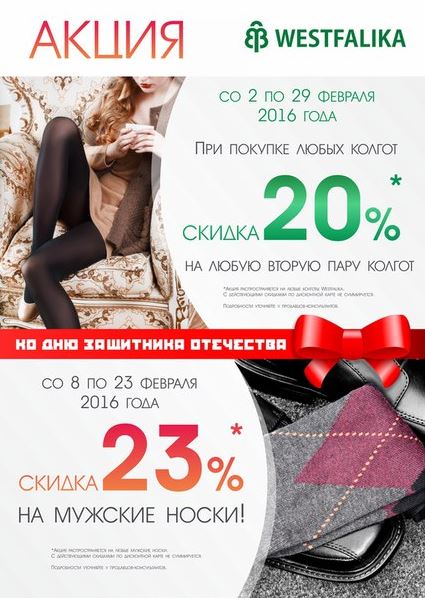 АКЦИЯ
WESTFALIKA
СО 2 ПО 29 ФЕВРАЛЯ
2016 ГОДА
ПРИ ПОКУПКЕ ЛЮБЫХ КОЛГОТ
СКИДКА 20%*
НА ЛЮБУЮ ВТОРУЮ ПАРУ КОЛГОТ
*АКЦИЯ РАСПРОСТРАНЯЕТСЯ НА ЛЮБЫЕ КОЛГОТЫ WESTFALIKA.
С ДЕЙСТВУЮЩИМИ СКИДКАМИ ПО ДИСКОНТНОЙ КАРТЕ НЕ СУММИРУЕТСЯ.
ПОДРОБНОСТИ УТОЧНЯЙТЕ У ПРОДАВЦОВ-КОНСУЛЬТАНТОВ.
КО ДНЮ ЗАЩИТНИКА ОТЕЧЕСТВА
СО 8 ПО 23 ФЕВРАЛЯ
2016 ГОДА
СКИДКА 23%*
НА МУЖСКИЕ НОСКИ!
*АКЦИЯ РАСПРОСТРАНЯЕТСЯ НА ЛЮБЫЕ МУЖСКИЕ НОСКИ.
С ДЕЙСТВУЮЩИМИ СКИДКАМИ ПО ДИСКОНТНОЙ КАРТЕ НЕ СУММИРУЕТСЯ.
ПОДРОБНОСТИ УТОЧНЯЙТЕ У ПРОДАВЦОВ-КОНСУЛЬТАНТОВ.